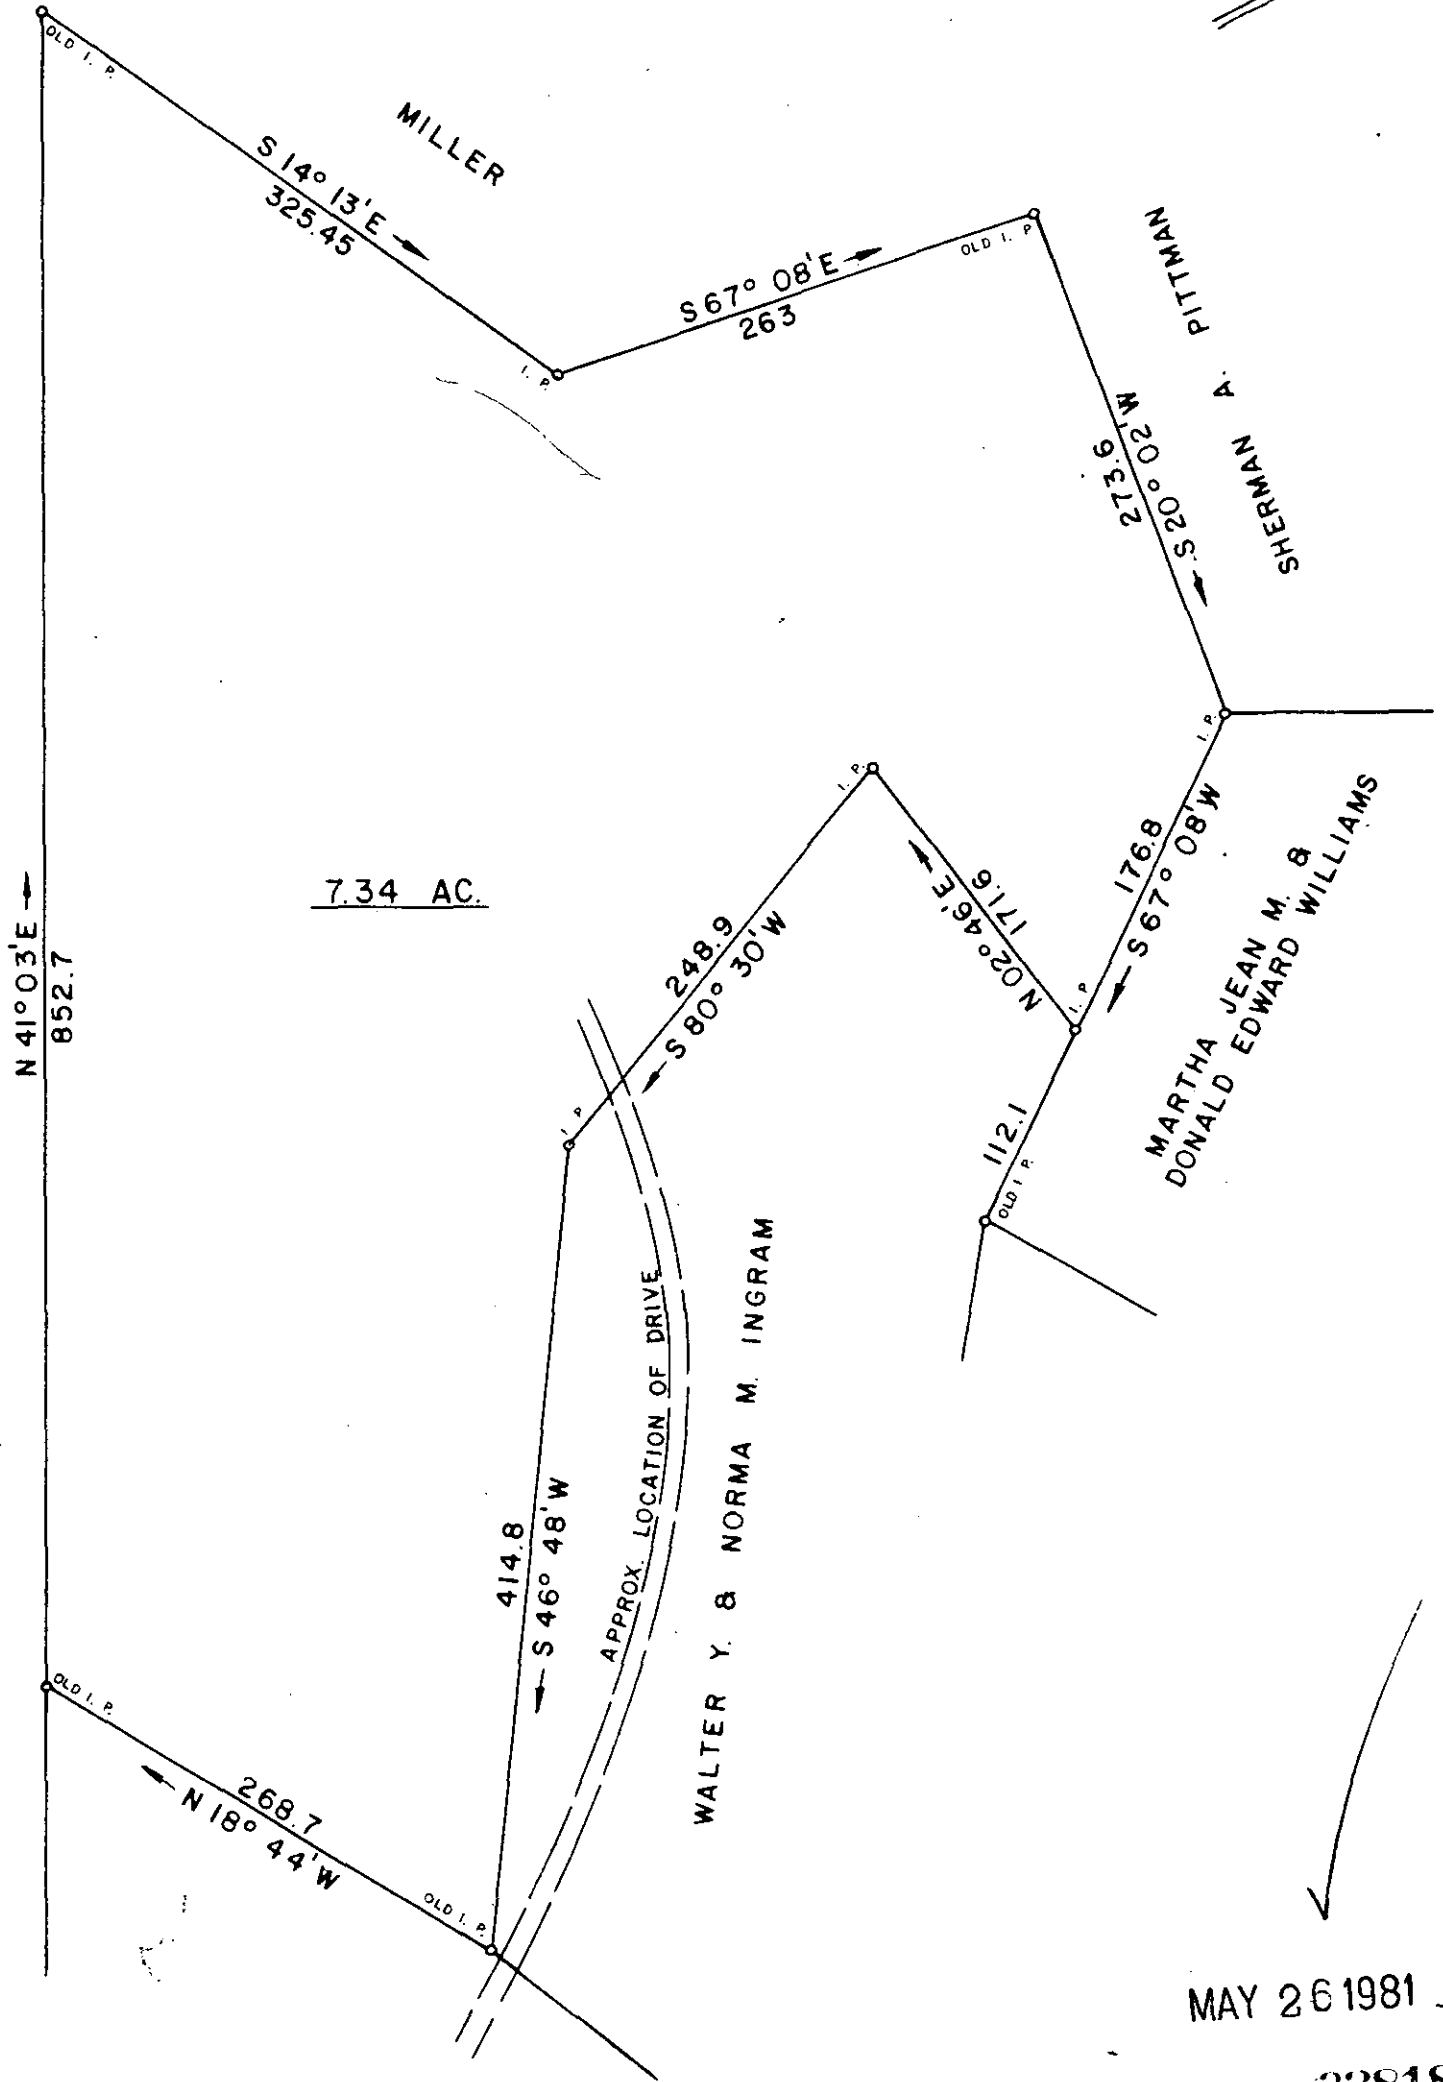 OLD I. P.
MILLER
S 14° 13' E
325.45
I. P.
S 67° 08' E
263
OLD I. P
SHERMAN A. PITTMAN
273.6
S 20° 02' W
I. P.
176.8
S 67° 08' W
MARTHA JEAN M. &
DONALD EDWARD WILLIAMS
I. P.
N 02° 46' E
171.6
I. P
248.9
S 80° 30' W
7.34 AC.
N 41° 03' E
852.7
I P
112.1
OLD I P.
APPROX. LOCATION OF DRIVE
WALTER Y. & NORMA M. INGRAM
414.8
S 46° 48' W
OLD I. P.
268.7
N 18° 44' W
OLD I. P.
MAY 26 1981